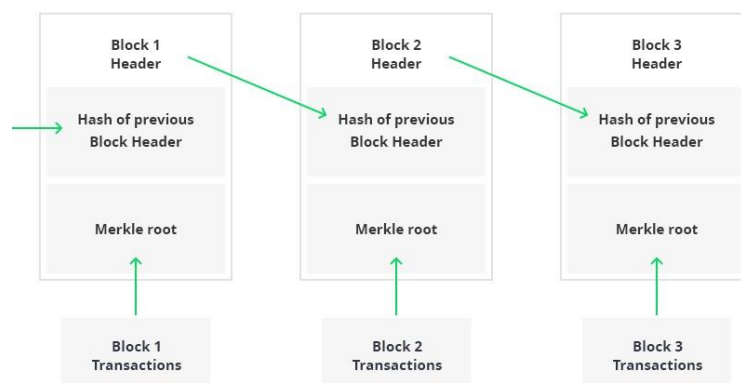 Block 1
Header
Hash of previous
Block Header
Merkle root
Block 1
Transactions
Block 2
Header
Hash of previous
Block Header
Merkle root
Block 2
Transactions
Block 3
Header
Hash of previous
Block Header
Merkle root
Block 3
Transactions